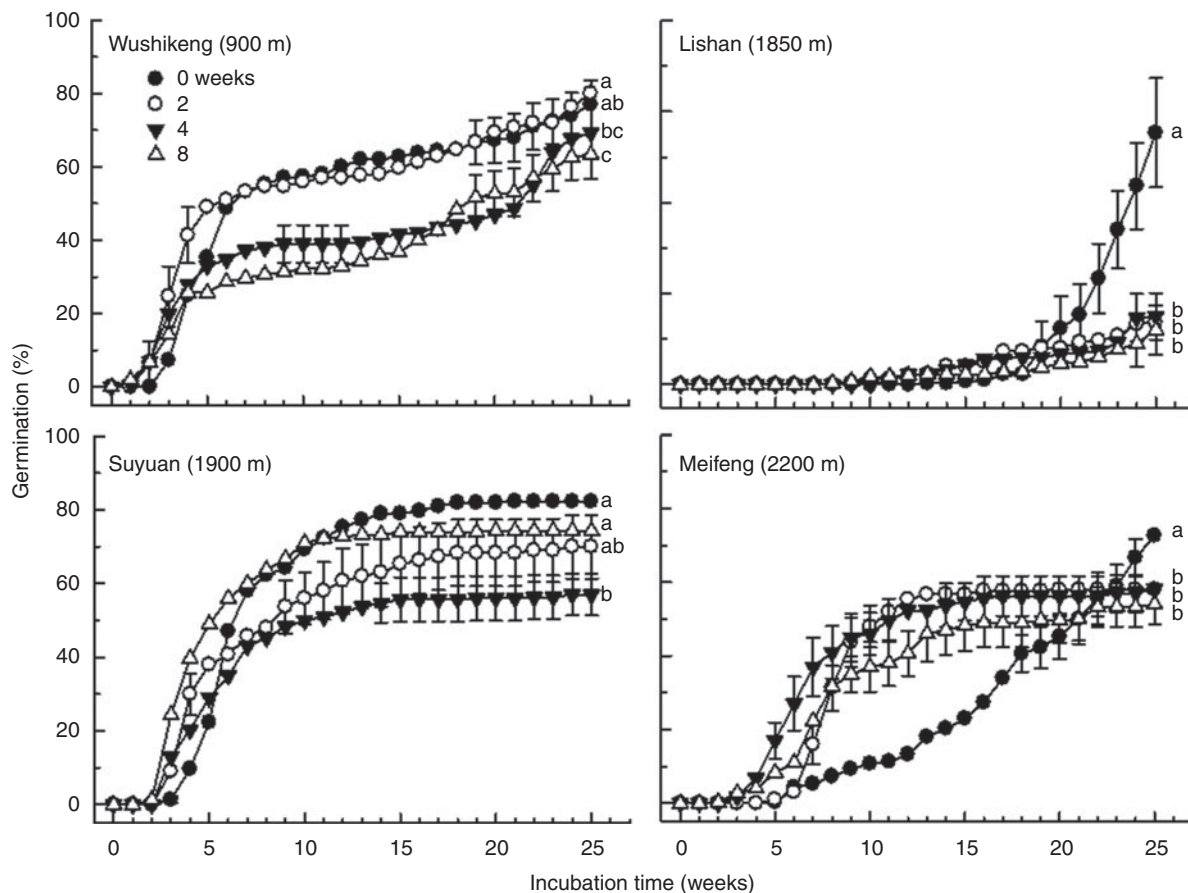 100
80
60
40
20
0
Wushikeng (900 m)
0 weeks
2
4
8
a
ab
bc
c
Lishan (1850 m)
a
b
b
b
Germination (%)
100
80
60
40
20
0
Suyuan (1900 m)
a
a
ab
b
Meifeng (2200 m)
a
b
b
b
0 5 10 15 20 25
0 5 10 15 20 25
Incubation time (weeks)